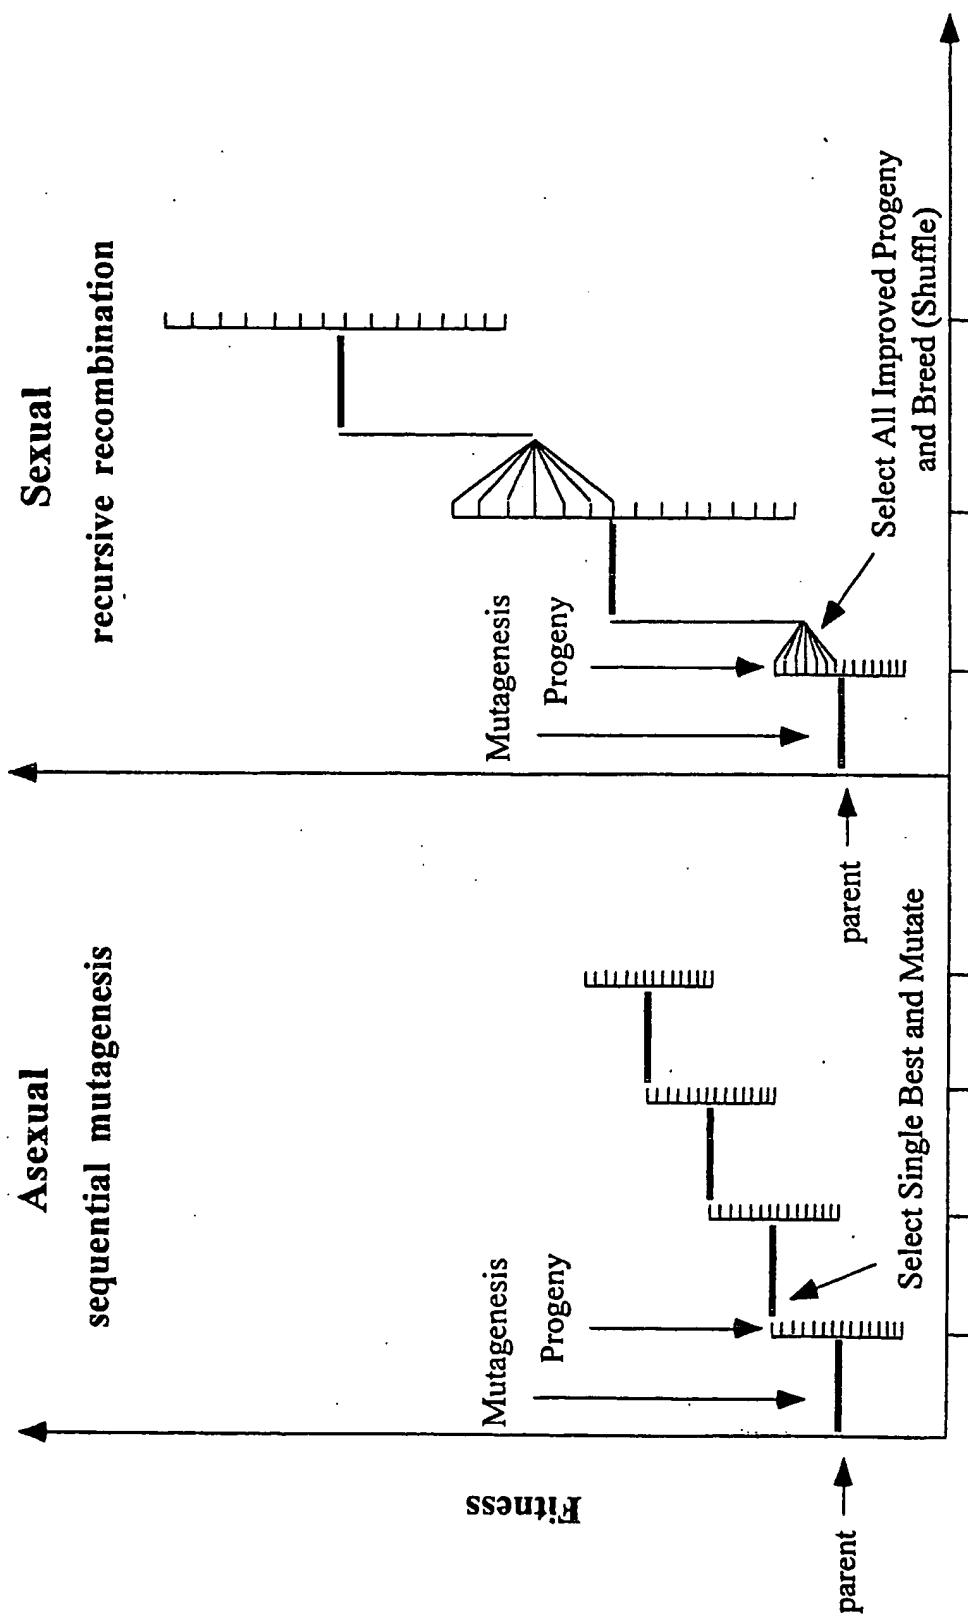 Asexual
sequential mutagenesis
Sexual
recursive recombination
Fitness
Mutagenesis
Progeny
parent
Select Single Best and Mutate
Mutagenesis
Progeny
parent
Select All Improved Progeny
and Breed (Shuffle)